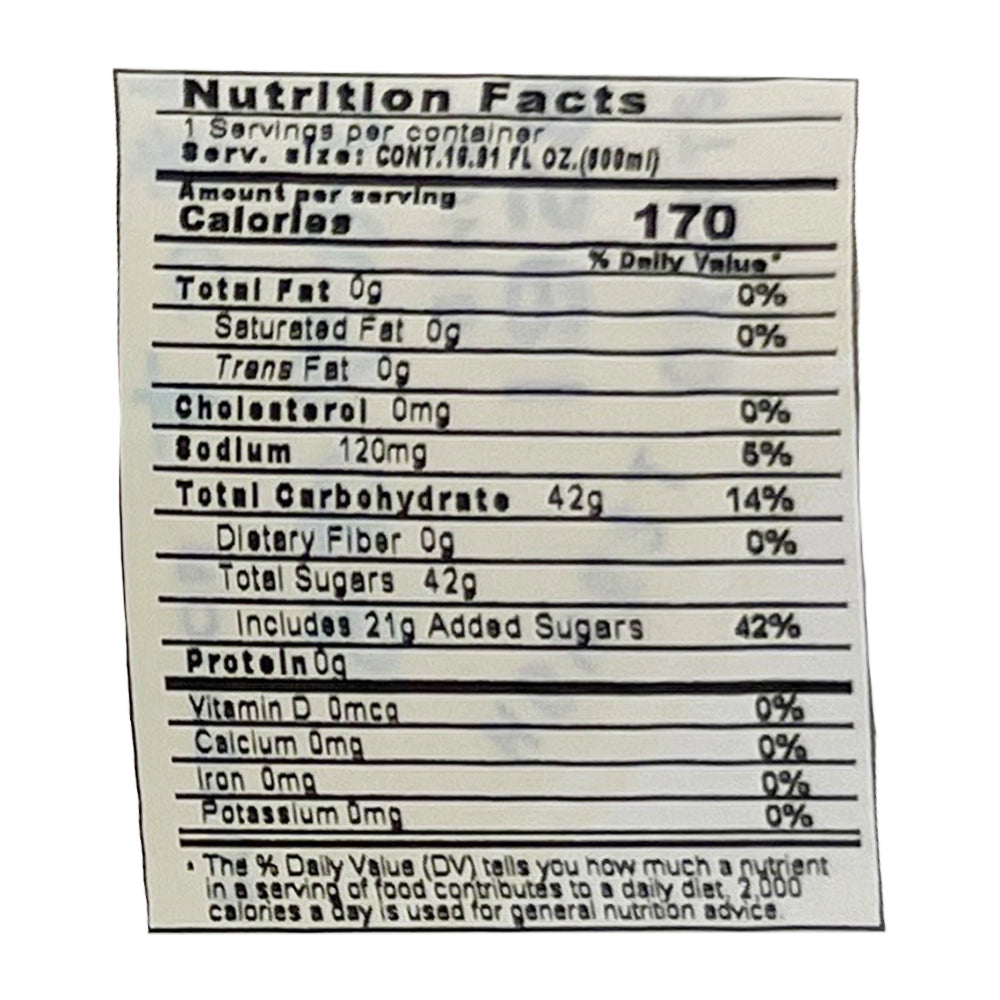 Nutrition Facts
1 Servings per container
Serv. size: CONT.16.91 FL OZ.(500ml)
Amount per serving
Calories 170
% Daily Value*
Total Fat 0g 0%
Saturated Fat 0g 0%
Trans Fat 0g
Cholesterol 0mg 0%
Sodium 120mg 5%
Total Carbohydrate 42g 14%
Dietary Fiber 0g 0%
Total Sugars 42g
Includes 21g Added Sugars 42%
Protein 0g
Vitamin D 0mcg 0%
Calcium 0mg 0%
Iron 0mg 0%
Potassium 0mg 0%
* The % Daily Value (DV) tells you how much a nutrient
in a serving of food contributes to a daily diet, 2,000
calories a day is used for general nutrition advice.